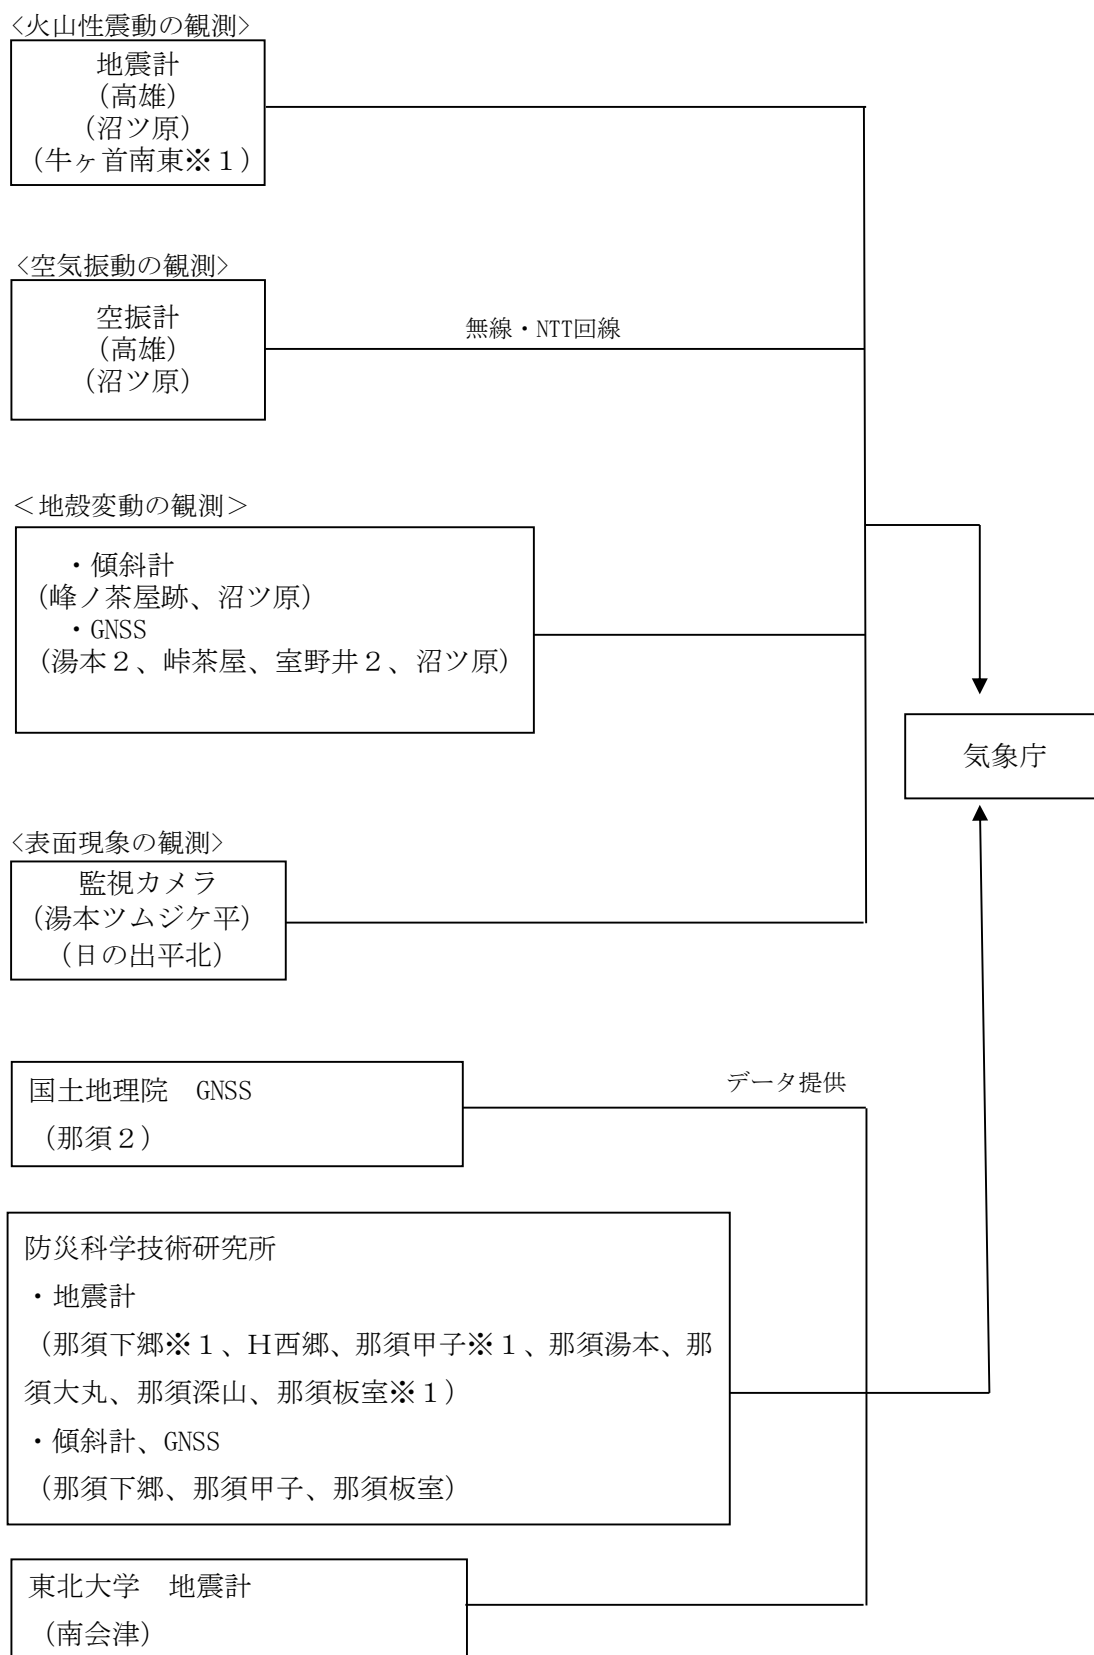 <火山性震動の観測>
地震計
(高雄)
(沼ツ原)
(牛ヶ首南東※１)
<空気振動の観測>
空振計
(高雄)
(沼ツ原)
無線・NTT回線
＜地殻変動の観測＞
・傾斜計
(峰ノ茶屋跡、沼ツ原)
・GNSS
(湯本２、峠茶屋、室野井２、沼ツ原)
気象庁
<表面現象の観測>
監視カメラ
(湯本ツムジケ平)
(日の出平北)
国土地理院　GNSS
（那須２）
データ提供
防災科学技術研究所
・地震計
（那須下郷※１、Ｈ西郷、那須甲子※１、那須湯本、那
須大丸、那須深山、那須板室※１）
・傾斜計、GNSS
（那須下郷、那須甲子、那須板室）
東北大学　地震計
（南会津）